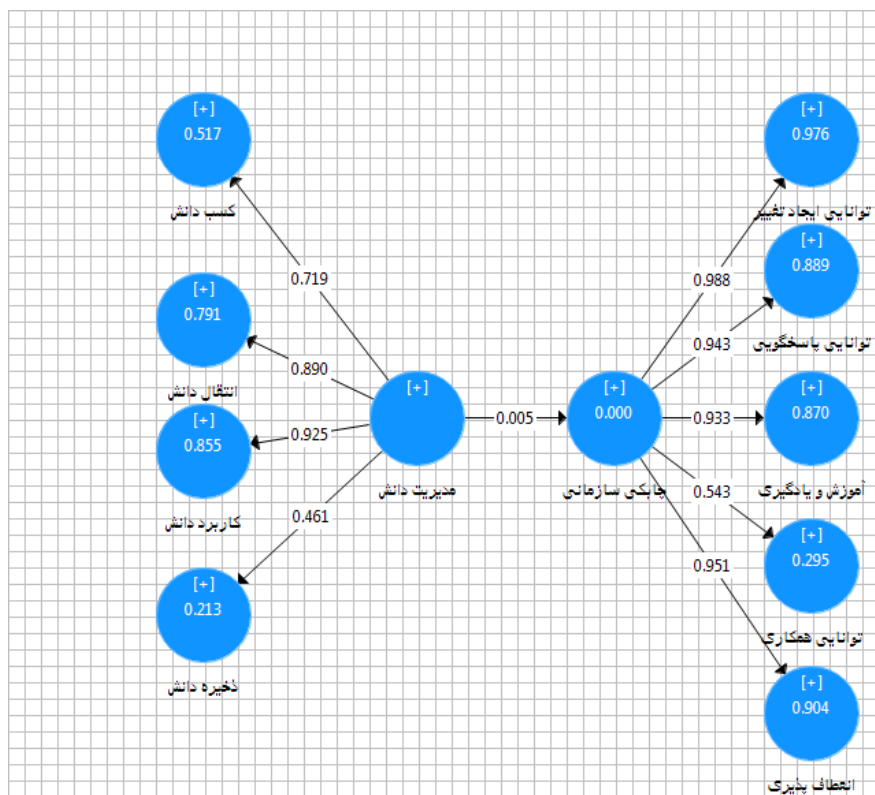 [+]
0.517
کسب دانش
[+]
0.791
انتقال دانش
[+]
0.855
کاربرد دانش
[+]
0.213
ذخیره دانش
0.719
0.890
0.925
0.461
[+]
مدیریت دانش
0.005
[+]
0.000
چابکی سازمانی
0.988
0.943
0.933
0.543
0.951
[+]
0.976
توانایی ایجاد تغییر
[+]
0.889
توانایی پاسخگویی
[+]
0.870
آموزش و یادگیری
[+]
0.295
توانایی همکاری
[+]
0.904
انعطاف پذیری